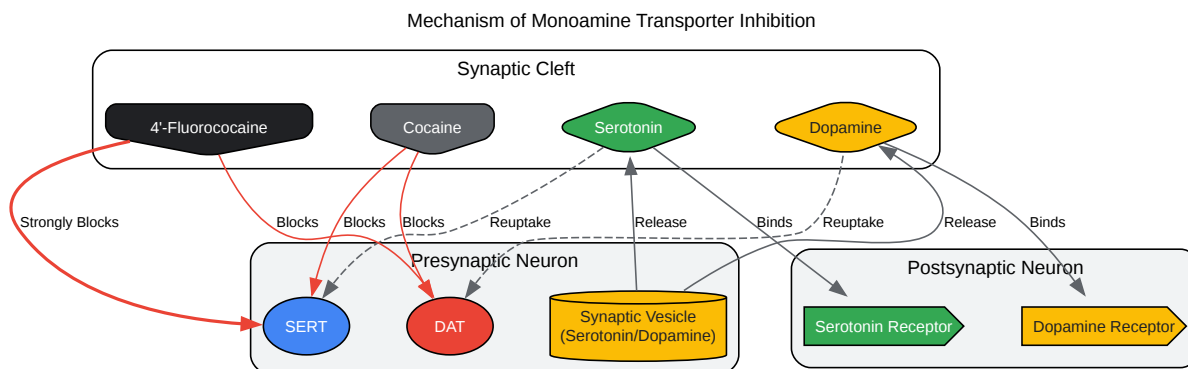 Mechanism of Monoamine Transporter Inhibition
Synaptic Cleft
4'-Fluorococaine
Cocaine
Serotonin
Dopamine
Strongly Blocks
Blocks
Blocks
Blocks
Reuptake
Release
Binds
Reuptake
Release
Binds
Presynaptic Neuron
Postsynaptic Neuron
SERT
DAT
Synaptic Vesicle
(Serotonin/Dopamine)
Serotonin Receptor
Dopamine Receptor